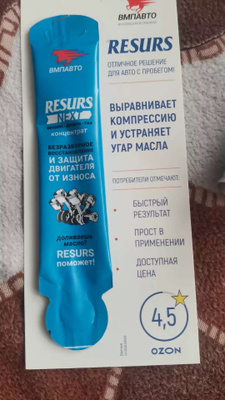 ВМПАВТО
RESURS
NEXT
концентрат
БЕЗРАЗБОРНОЕ
ВОССТАНОВЛЕНИЕ
И ЗАЩИТА
ДВИГАТЕЛЯ
ОТ ИЗНОСА
доливаешь
масло?
RESURS
поможет!
ВМПАВТО
RESURS
ОТЛИЧНОЕ РЕШЕНИЕ
ДЛЯ АВТО С ПРОБЕГОМ!
ВЫРАВНИВАЕТ
КОМПРЕССИЮ
И УСТРАНЯЕТ
УГАР МАСЛА
ПОТРЕБИТЕЛИ ОТМЕЧАЮТ:
БЫСТРЫЙ
РЕЗУЛЬТАТ
ПРОСТ В
ПРИМЕНЕНИИ
ДОСТУПНАЯ
ЦЕНА
4,5
OZON